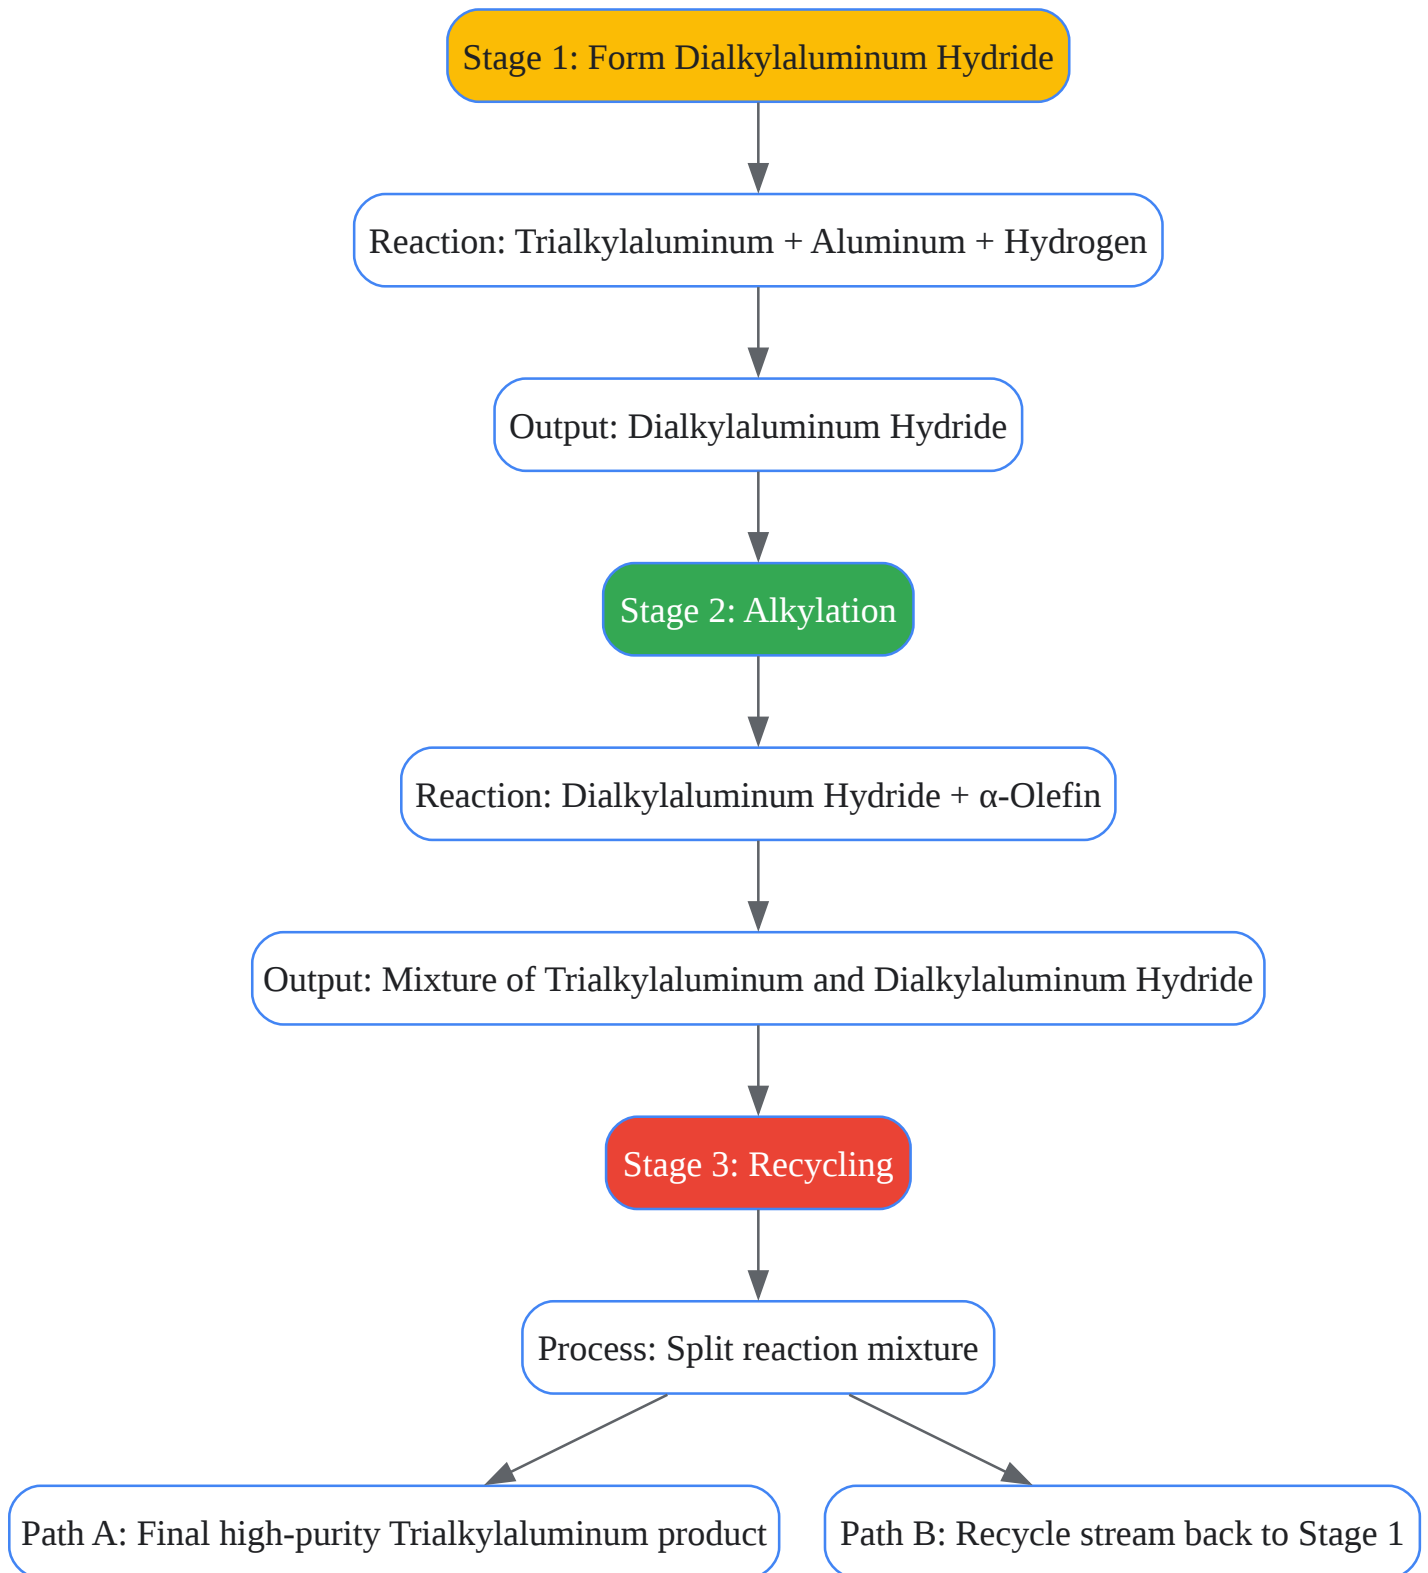 Stage 1: Form Dialkylaluminum Hydride
Reaction: Trialkylaluminum + Aluminum + Hydrogen
Output: Dialkylaluminum Hydride
Stage 2: Alkylation
Reaction: Dialkylaluminum Hydride + α-Olefin
Output: Mixture of Trialkylaluminum and Dialkylaluminum Hydride
Stage 3: Recycling
Process: Split reaction mixture
Path A: Final high-purity Trialkylaluminum product
Path B: Recycle stream back to Stage 1